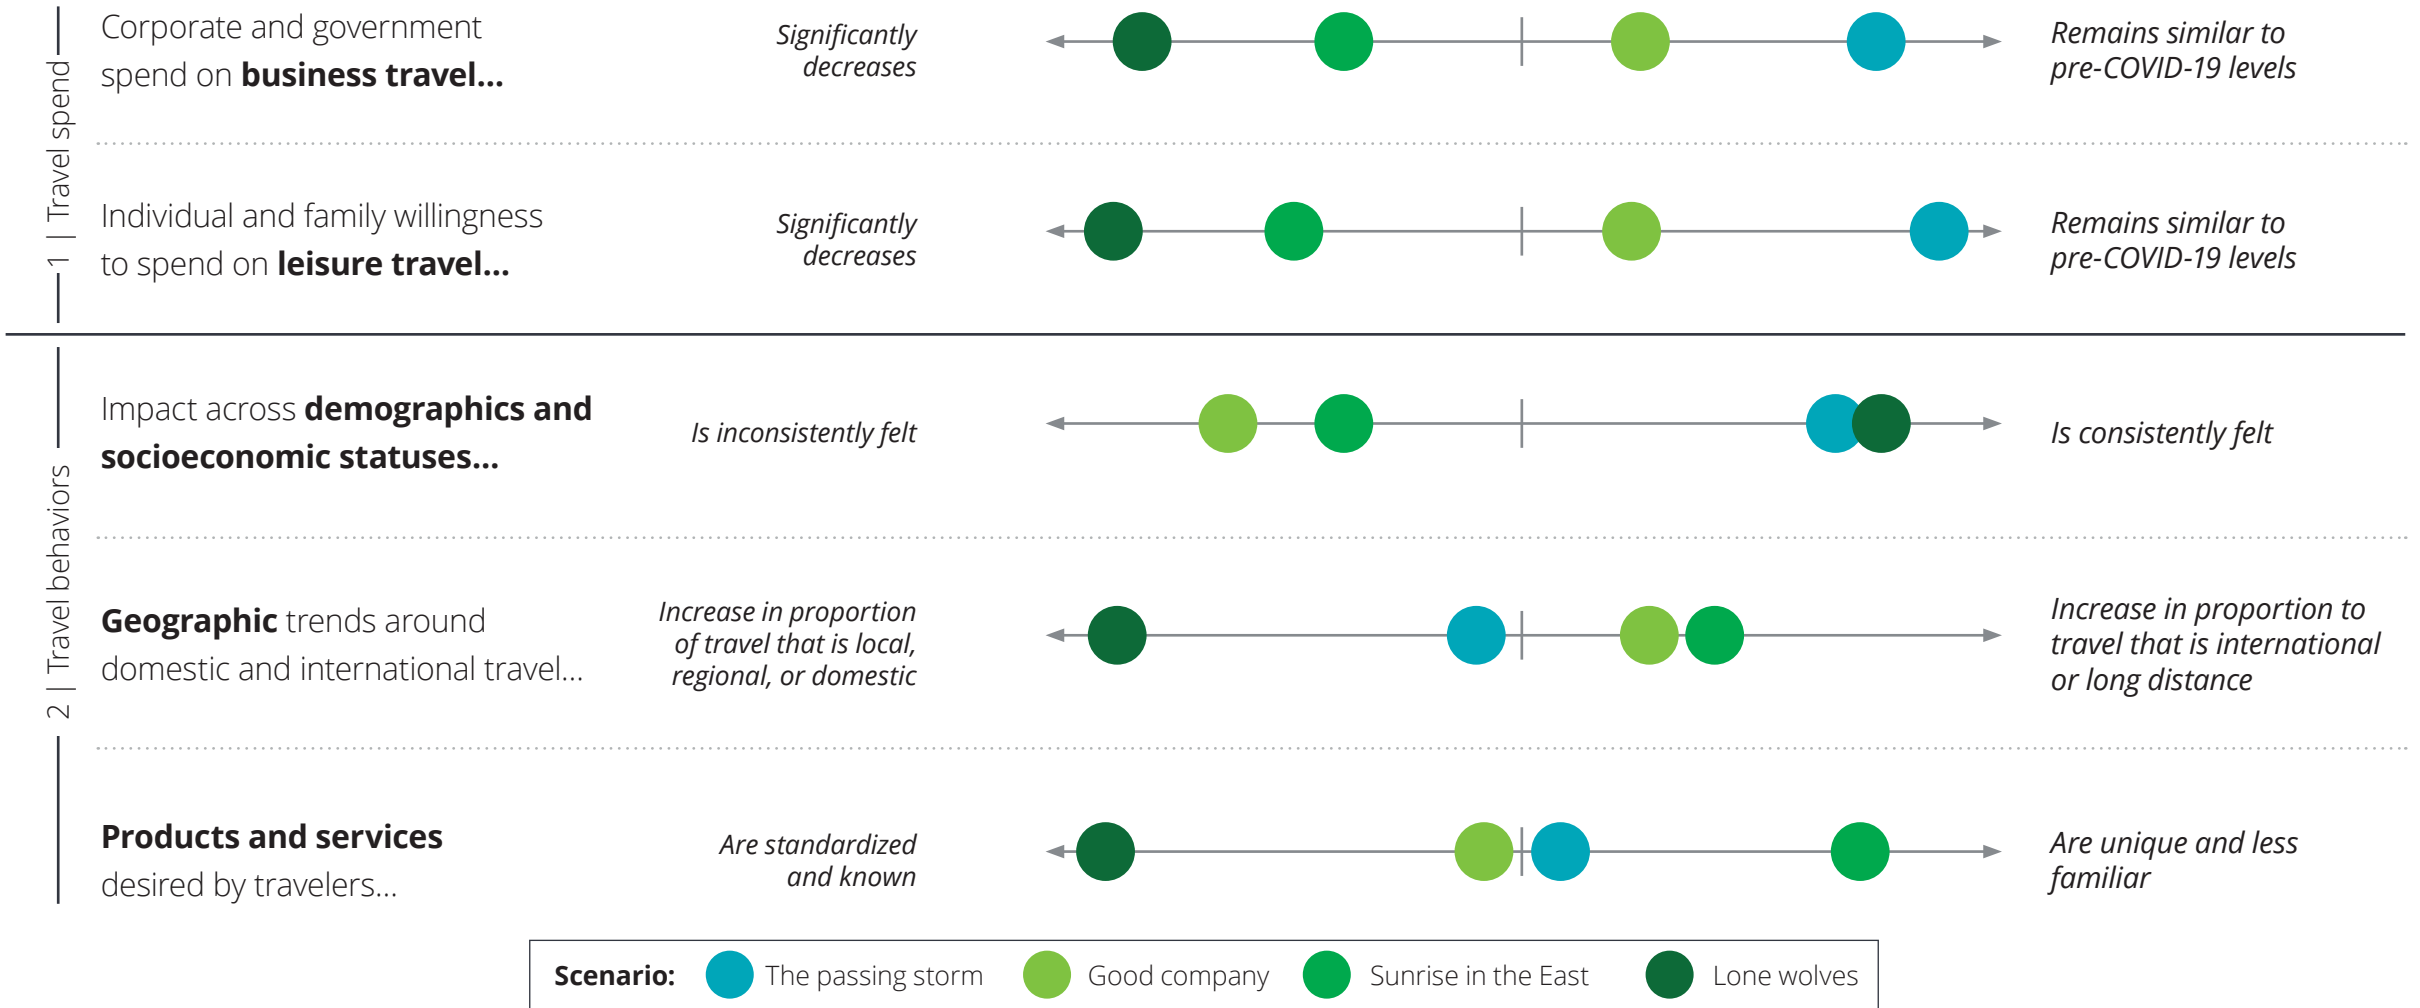 1 | Travel spend
Corporate and government
spend on business travel...
Significantly
decreases
Remains similar to
pre-COVID-19 levels
Individual and family willingness
to spend on leisure travel...
Significantly
decreases
Remains similar to
pre-COVID-19 levels
2 | Travel behaviors
Impact across demographics and
socioeconomic statuses...
Is inconsistently felt
Is consistently felt
Geographic trends around
domestic and international travel...
Increase in proportion
of travel that is local,
regional, or domestic
Increase in proportion to
travel that is international
or long distance
Products and services
desired by travelers...
Are standardized
and known
Are unique and less
familiar
Scenario: The passing storm Good company Sunrise in the East Lone wolves